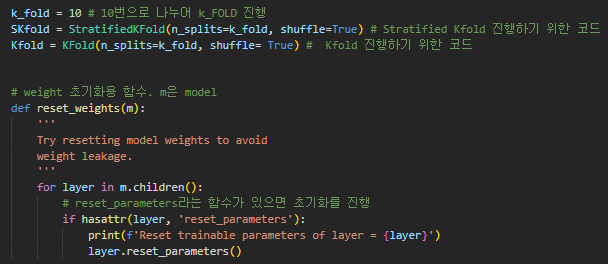 k_fold = 10 # 10번으로 나누어 k_FOLD 진행
SKfold = StratifiedKFold(n_splits=k_fold, shuffle=True) # Stratified Kfold 진행하기 위한 코드
Kfold = KFold(n_splits=k_fold, shuffle= True) #  Kfold 진행하기 위한 코드
# weight 초기화용 함수. m은 model
def reset_weights(m):
    '''
    Try resetting model weights to avoid
    weight leakage.
    '''
    for layer in m.children():
        # reset_parameters라는 함수가 있으면 초기화를 진행
        if hasattr(layer, 'reset_parameters'):
            print(f'Reset trainable parameters of layer = {layer}')
            layer.reset_parameters()